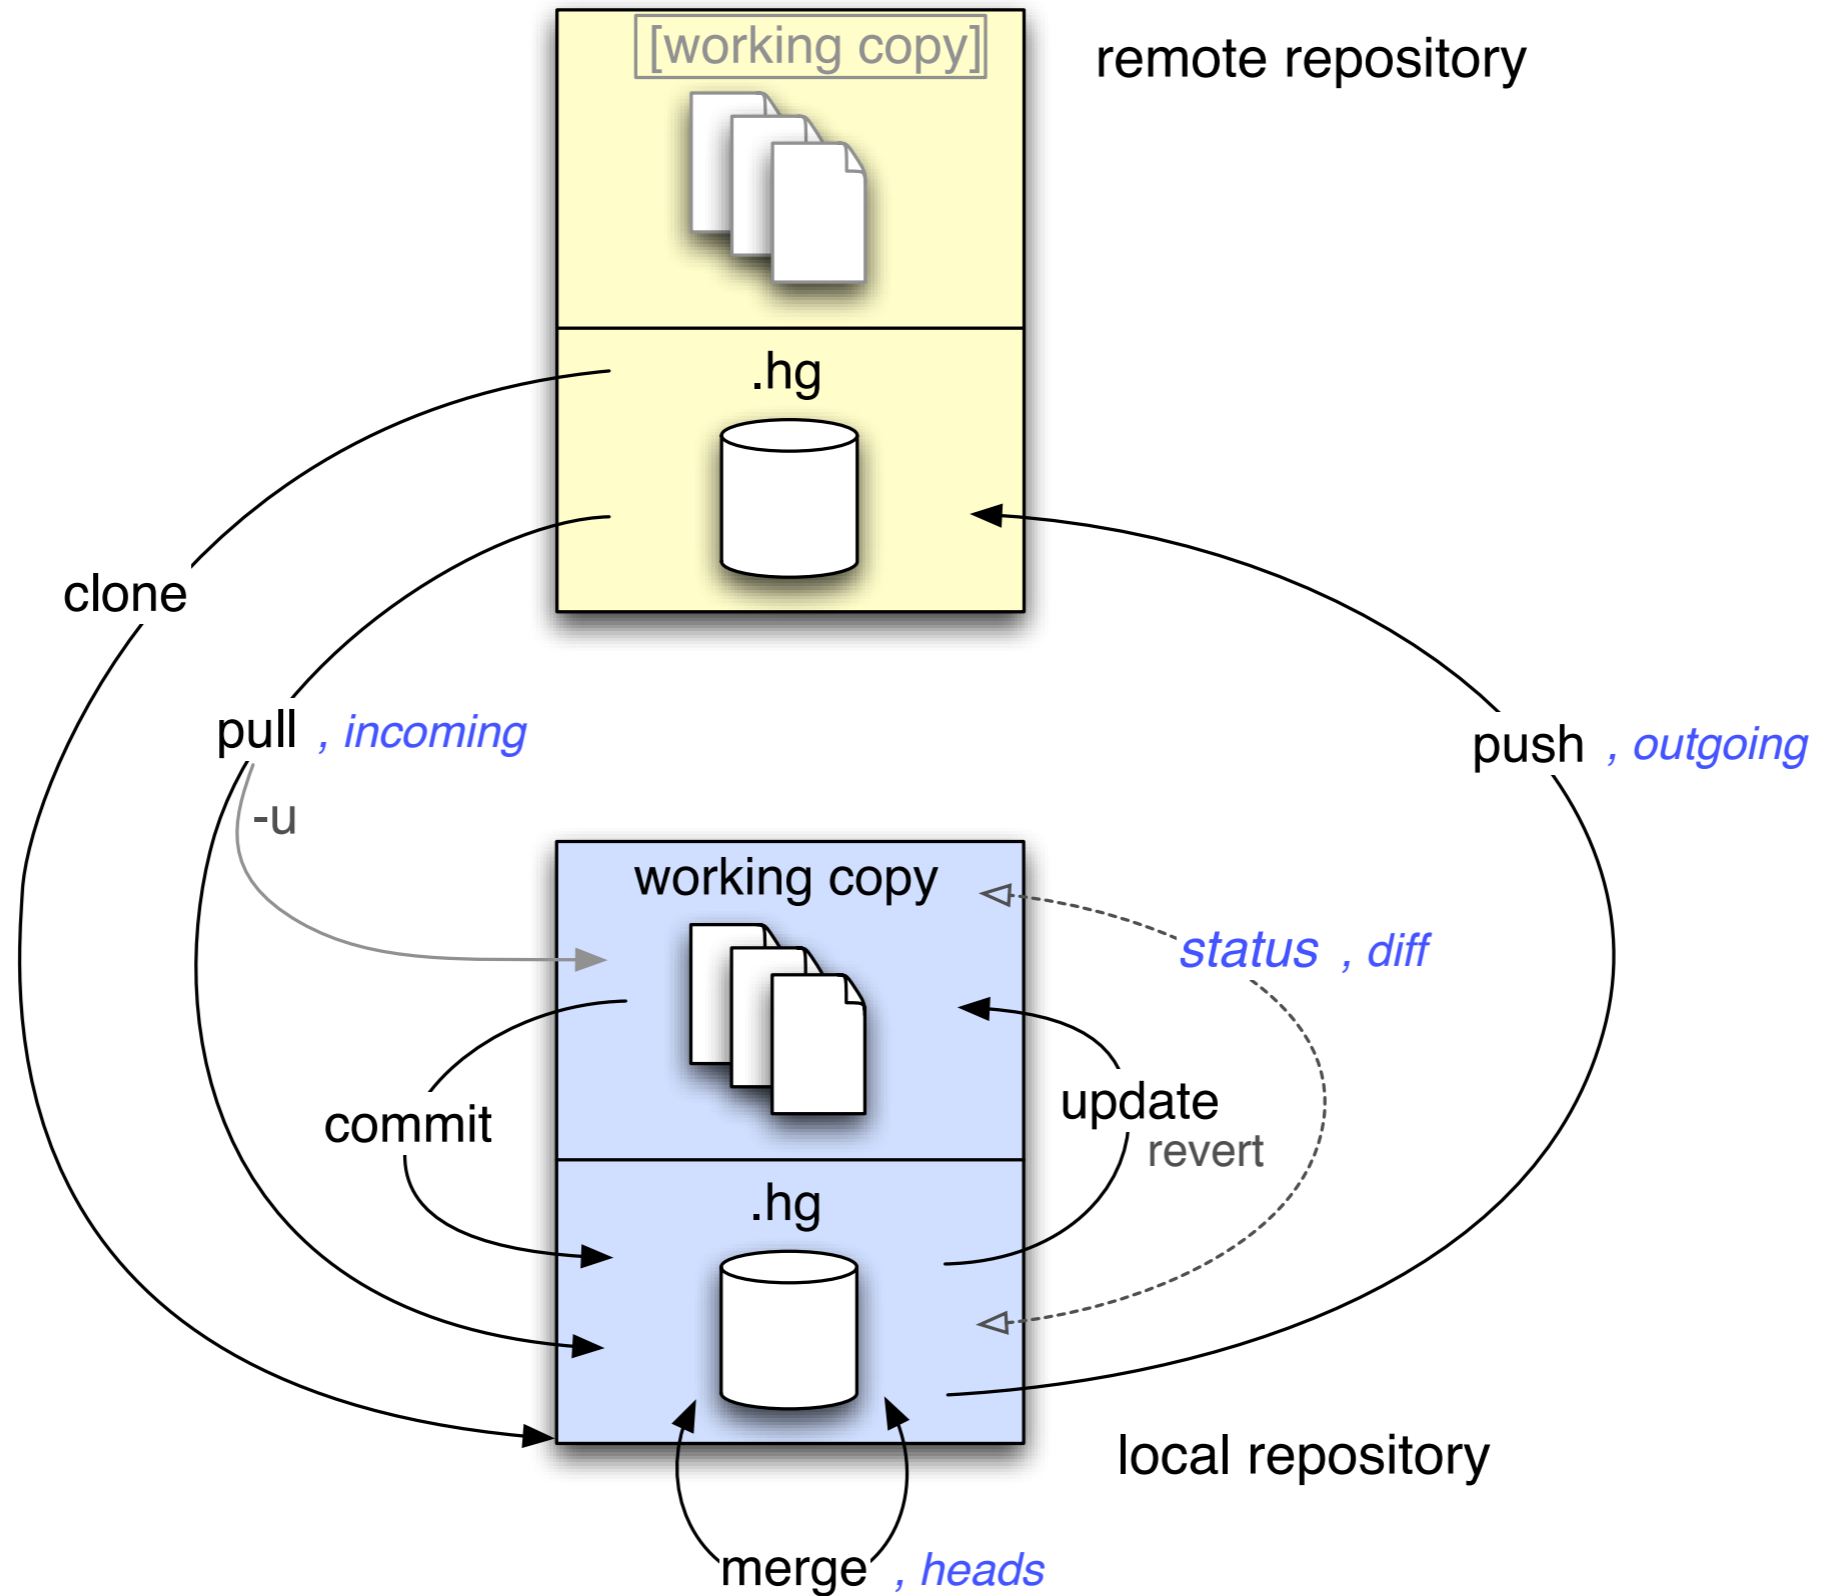 [working copy]
remote repository
.hg
clone
pull , incoming
push , outgoing
-u
working copy
status , diff
update
commit
revert
.hg
local repository
merge , heads